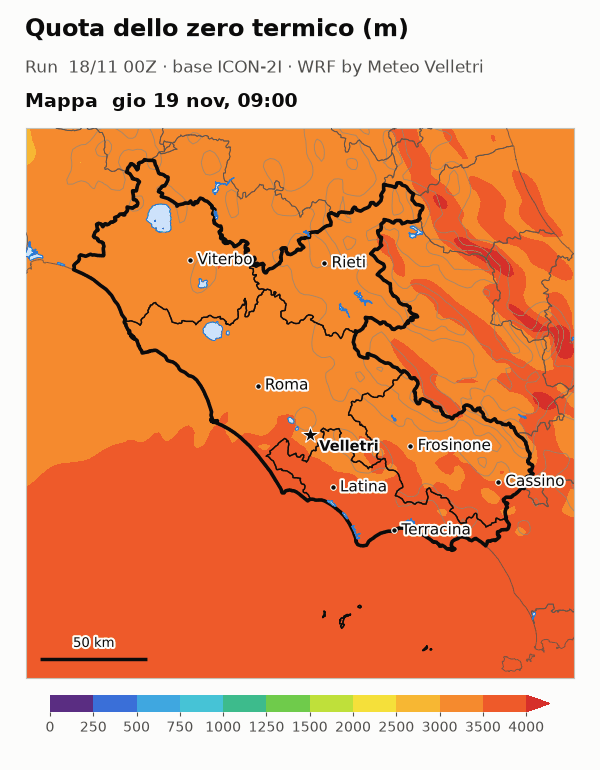 Quota dello zero termico (m)
Run  18/11 00Z · base ICON-2I · WRF by Meteo Velletri
Mappa  gio 19 nov, 09:00
Viterbo
Rieti
Roma
Velletri
Frosinone
Latina
Cassino
Terracina
50 km
0 250 500 750 1000 1250 1500 2000 2500 3000 3500 4000